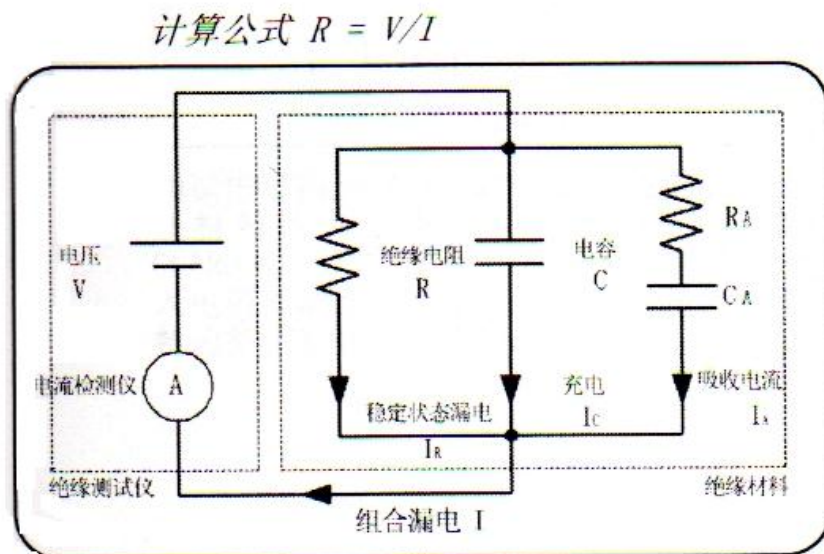 计算公式 R = V/I
电压
V
电流检测仪
A
绝缘测试仪
绝缘电阻
R
电容
C
RA
CA
稳定状态漏电
IR
充电
IC
吸收电流
IA
绝缘材料
组合漏电 I